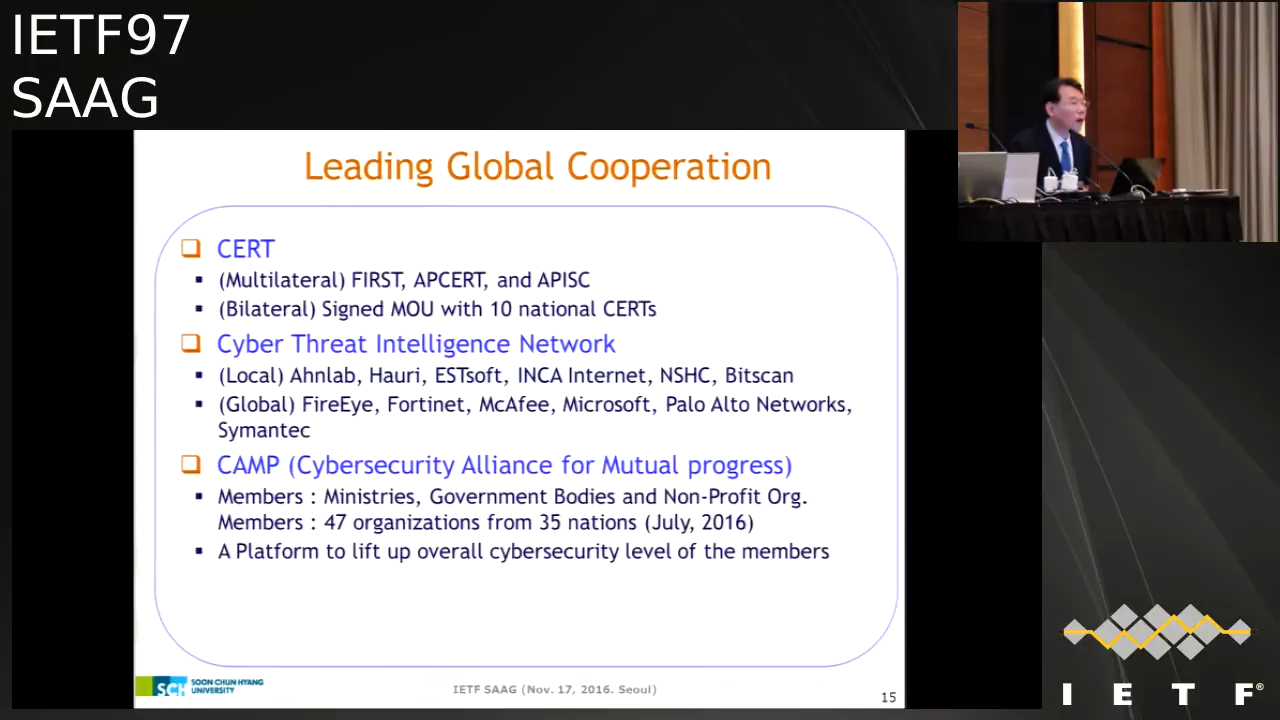 IETF97
SAAG
Leading Global Cooperation
CERT
(Multilateral) FIRST, APCERT, and APISC
(Bilateral) Signed MOU with 10 national CERTs
Cyber Threat Intelligence Network
(Local) Ahnlab, Hauri, ESTsoft, INCA Internet, NSHC, Bitscan
(Global) FireEye, Fortinet, McAfee, Microsoft, Palo Alto Networks,
Symantec
CAMP (Cybersecurity Alliance for Mutual progress)
Members : Ministries, Government Bodies and Non-Profit Org.
Members : 47 organizations from 35 nations (July, 2016)
A Platform to lift up overall cybersecurity level of the members
SCH SOON CHUN HYANG
UNIVERSITY
IETF SAAG (Nov. 17, 2016. Seoul)
15
I E T F®